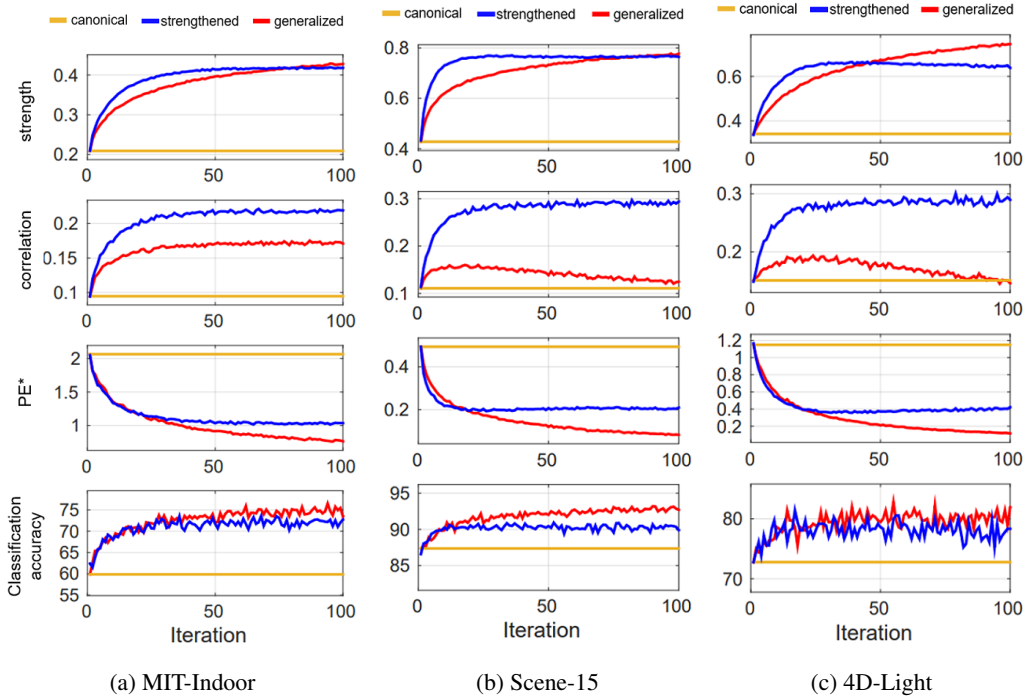 canonical strengthened generalized
canonical strengthened generalized
canonical strengthened generalized
strength
0.4
0.3
0.2
0 50 100
0.8
0.6
0.4
0 50 100
0.6
0.4
0 50 100
correlation
0.2
0.15
0.1
0 50 100
0.3
0.2
0.1
0 50 100
0.3
0.2
0 50 100
PE*
2
1.5
1
0 50 100
0.4
0.2
0 50 100
1.2
1
0.8
0.6
0.4
0.2
0 50 100
Classification
accuracy
75
70
65
60
55
0 50 100
Iteration
95
90
85
0 50 100
Iteration
80
70
0 50 100
Iteration
(a) MIT-Indoor
(b) Scene-15
(c) 4D-Light